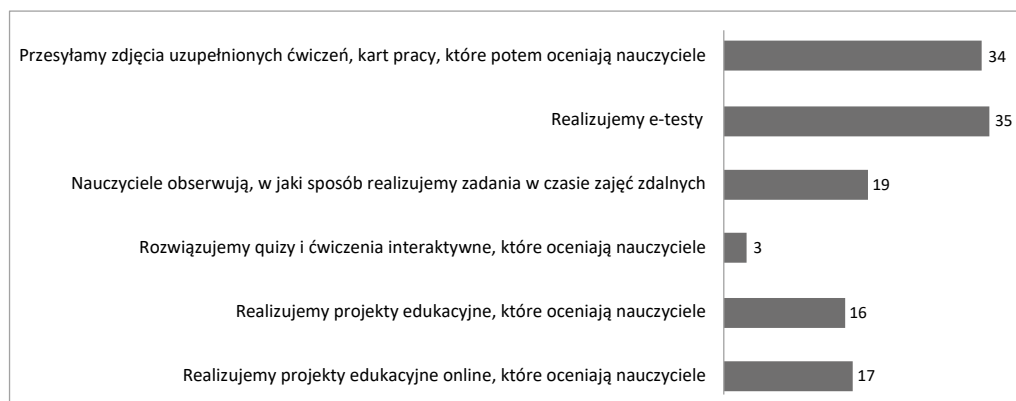 Przesyłamy zdjęcia uzupełnionych ćwiczeń, kart pracy, które potem oceniają nauczyciele 34
Realizujemy e-testy 35
Nauczyciele obserwują, w jaki sposób realizujemy zadania w czasie zajęć zdalnych 19
Rozwiązujemy quizy i ćwiczenia interaktywne, które oceniają nauczyciele 3
Realizujemy projekty edukacyjne, które oceniają nauczyciele 16
Realizujemy projekty edukacyjne online, które oceniają nauczyciele 17